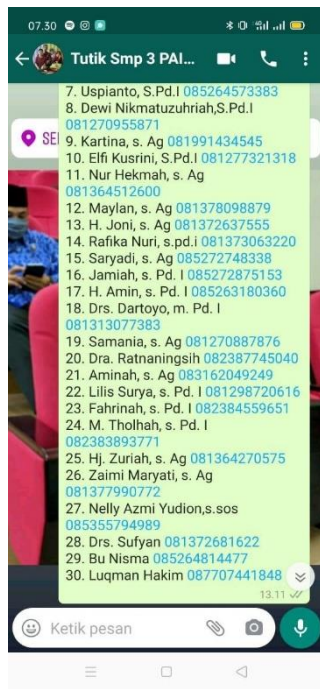 07.30
Tutik Smp 3 PAI...
SE
7. Uspianto, S.Pd.I 085264573383
8. Dewi Nikmatuzuhriah,S.Pd.I
081270955871
9. Kartina, s. Ag 081991434545
10. Elfi Kusrini, S.Pd.I 081277321318
11. Nur Hekmah, s. Ag
081364512600
12. Maylan, s. Ag 081378098879
13. H. Joni, s. Ag 081372637555
14. Rafika Nuri, s.pd.i 081373063220
15. Saryadi, s. Ag 085272748338
16. Jamiah, s. Pd. I 085272875153
17. H. Amin, s. Pd. I 085263180360
18. Drs. Dartoyo, m. Pd. I
081313077383
19. Samania, s. Ag 081270887876
20. Dra. Ratnaningsih 082387745040
21. Aminah, s. Ag 083162049249
22. Lilis Surya, s. Pd. I 081298720616
23. Fahrinah, s. Pd. I 082384559651
24. M. Tholhah, s. Pd. I
082383893771
25. Hj. Zuriah, s. Ag 081364270575
26. Zaimi Maryati, s. Ag
081377990772
27. Nelly Azmi Yudion,s.sos
085355794989
28. Drs. Sufyan 081372681622
29. Bu Nisma 085264814477
30. Luqman Hakim 087707441848
13.11
Ketik pesan